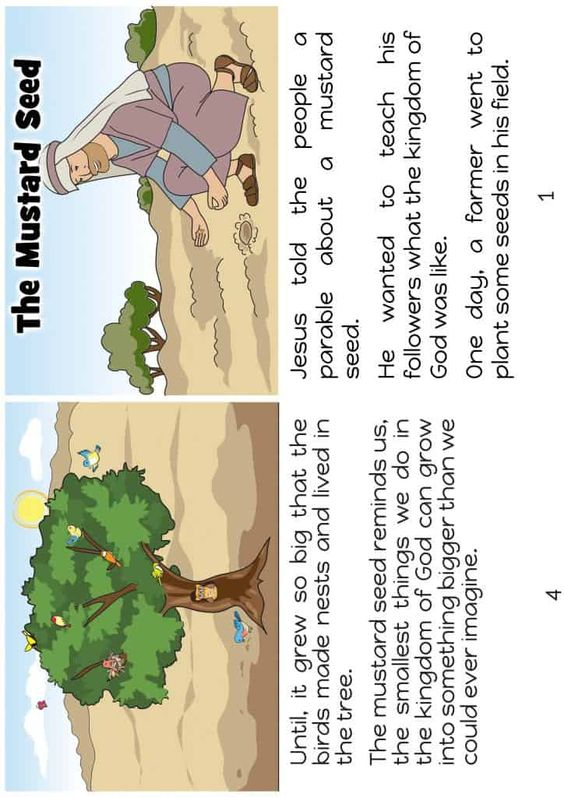 The Mustard Seed
Jesus told the people a
parable about a mustard
seed.
He wanted to teach his
followers what the kingdom of
God was like.
One day, a farmer went to
plant some seeds in his field.
1
Until, it grew so big that the
birds made nests and lived in
the tree.
The mustard seed reminds us,
the smallest things we do in
the kingdom of God can grow
into something bigger than we
could ever imagine.
4